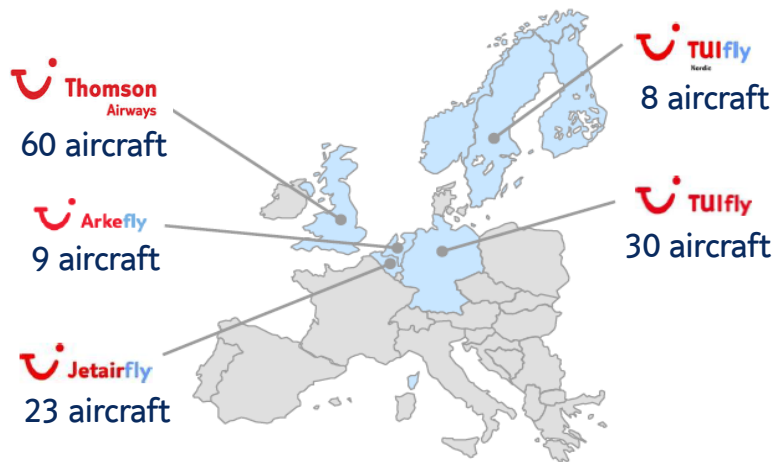 Thomson
Airways
60 aircraft
Arkefly
9 aircraft
Jetairfly
23 aircraft
TUIfly
Nordic
8 aircraft
TUIfly
30 aircraft